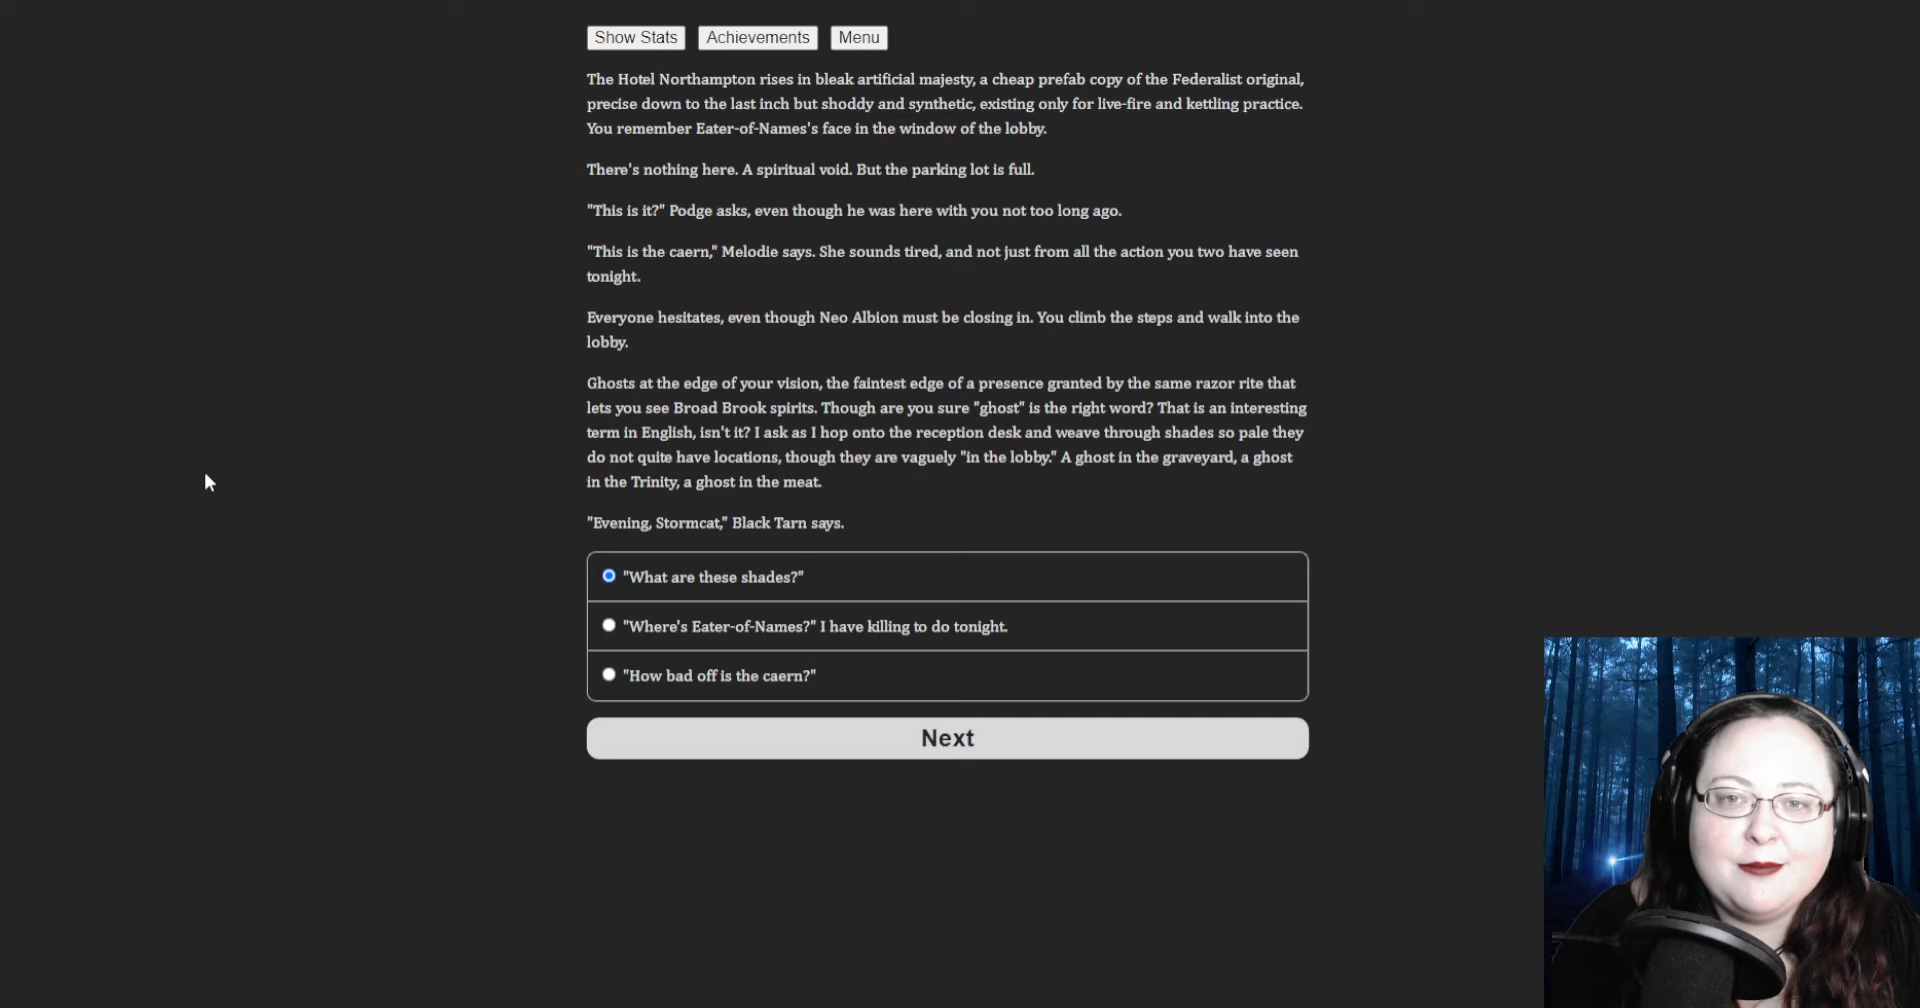 Show Stats Achievements Menu
The Hotel Northampton rises in bleak artificial majesty, a cheap prefab copy of the Federalist original,
precise down to the last inch but shoddy and synthetic, existing only for live-fire and kettling practice.
You remember Eater-of-Names's face in the window of the lobby.
There's nothing here. A spiritual void. But the parking lot is full.
"This is it?" Podge asks, even though he was here with you not too long ago.
"This is the caern," Melodie says. She sounds tired, and not just from all the action you two have seen
tonight.
Everyone hesitates, even though Neo Albion must be closing in. You climb the steps and walk into the
lobby.
Ghosts at the edge of your vision, the faintest edge of a presence granted by the same razor rite that
lets you see Broad Brook spirits. Though are you sure "ghost" is the right word? That is an interesting
term in English, isn't it? I ask as I hop onto the reception desk and weave through shades so pale they
do not quite have locations, though they are vaguely "in the lobby." A ghost in the graveyard, a ghost
in the Trinity, a ghost in the meat.
"Evening, Stormcat," Black Tarn says.
"What are these shades?"
"Where's Eater-of-Names?" I have killing to do tonight.
"How bad off is the caern?"
Next